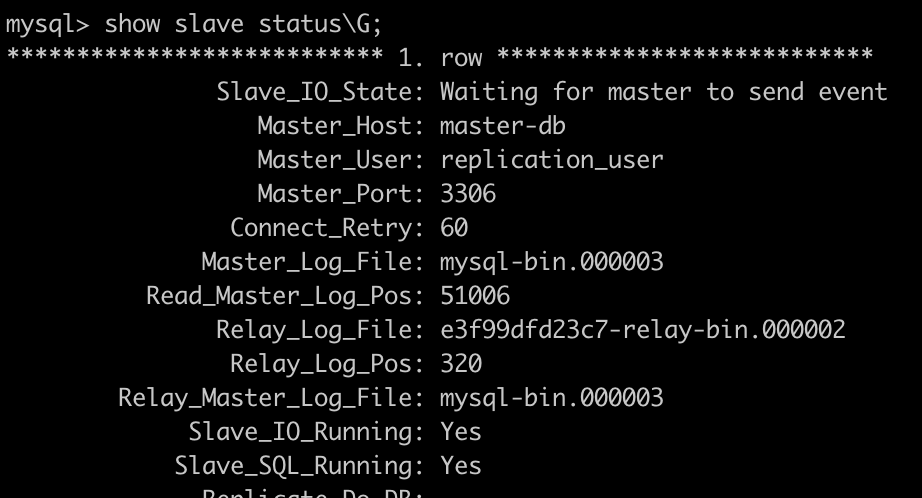 mysql> show slave status\G;
*************************** 1. row ***************************
Slave_IO_State: Waiting for master to send event
Master_Host: master-db
Master_User: replication_user
Master_Port: 3306
Connect_Retry: 60
Master_Log_File: mysql-bin.000003
Read_Master_Log_Pos: 51006
Relay_Log_File: e3f99dfd23c7-relay-bin.000002
Relay_Log_Pos: 320
Relay_Master_Log_File: mysql-bin.000003
Slave_IO_Running: Yes
Slave_SQL_Running: Yes
Replicate_Do_DB: